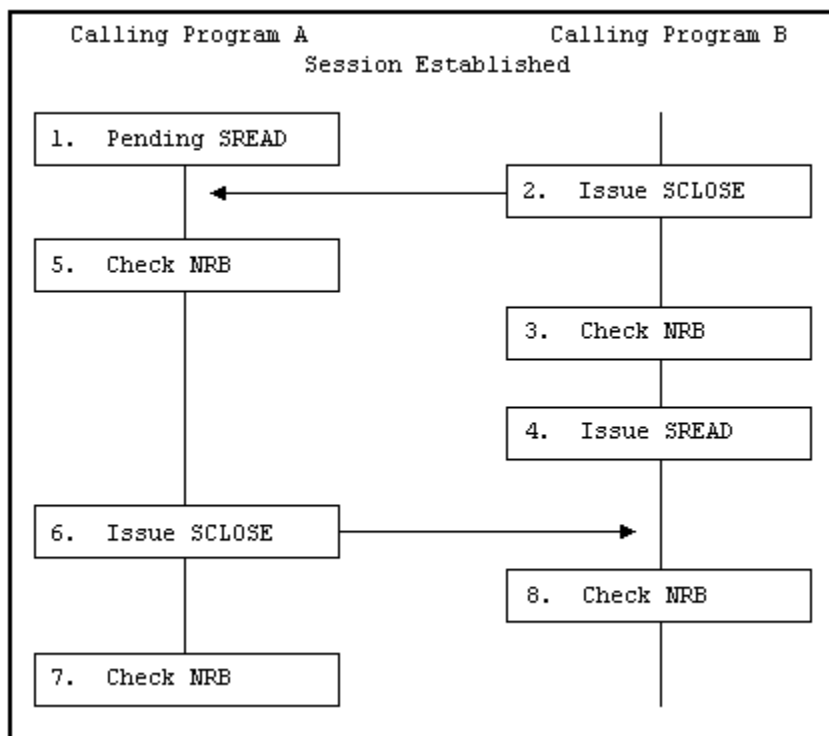 Calling Program A Calling Program B
Session Established
1. Pending SREAD
2. Issue SCLOSE
5. Check NRB
3. Check NRB
4. Issue SREAD
6. Issue SCLOSE
8. Check NRB
7. Check NRB